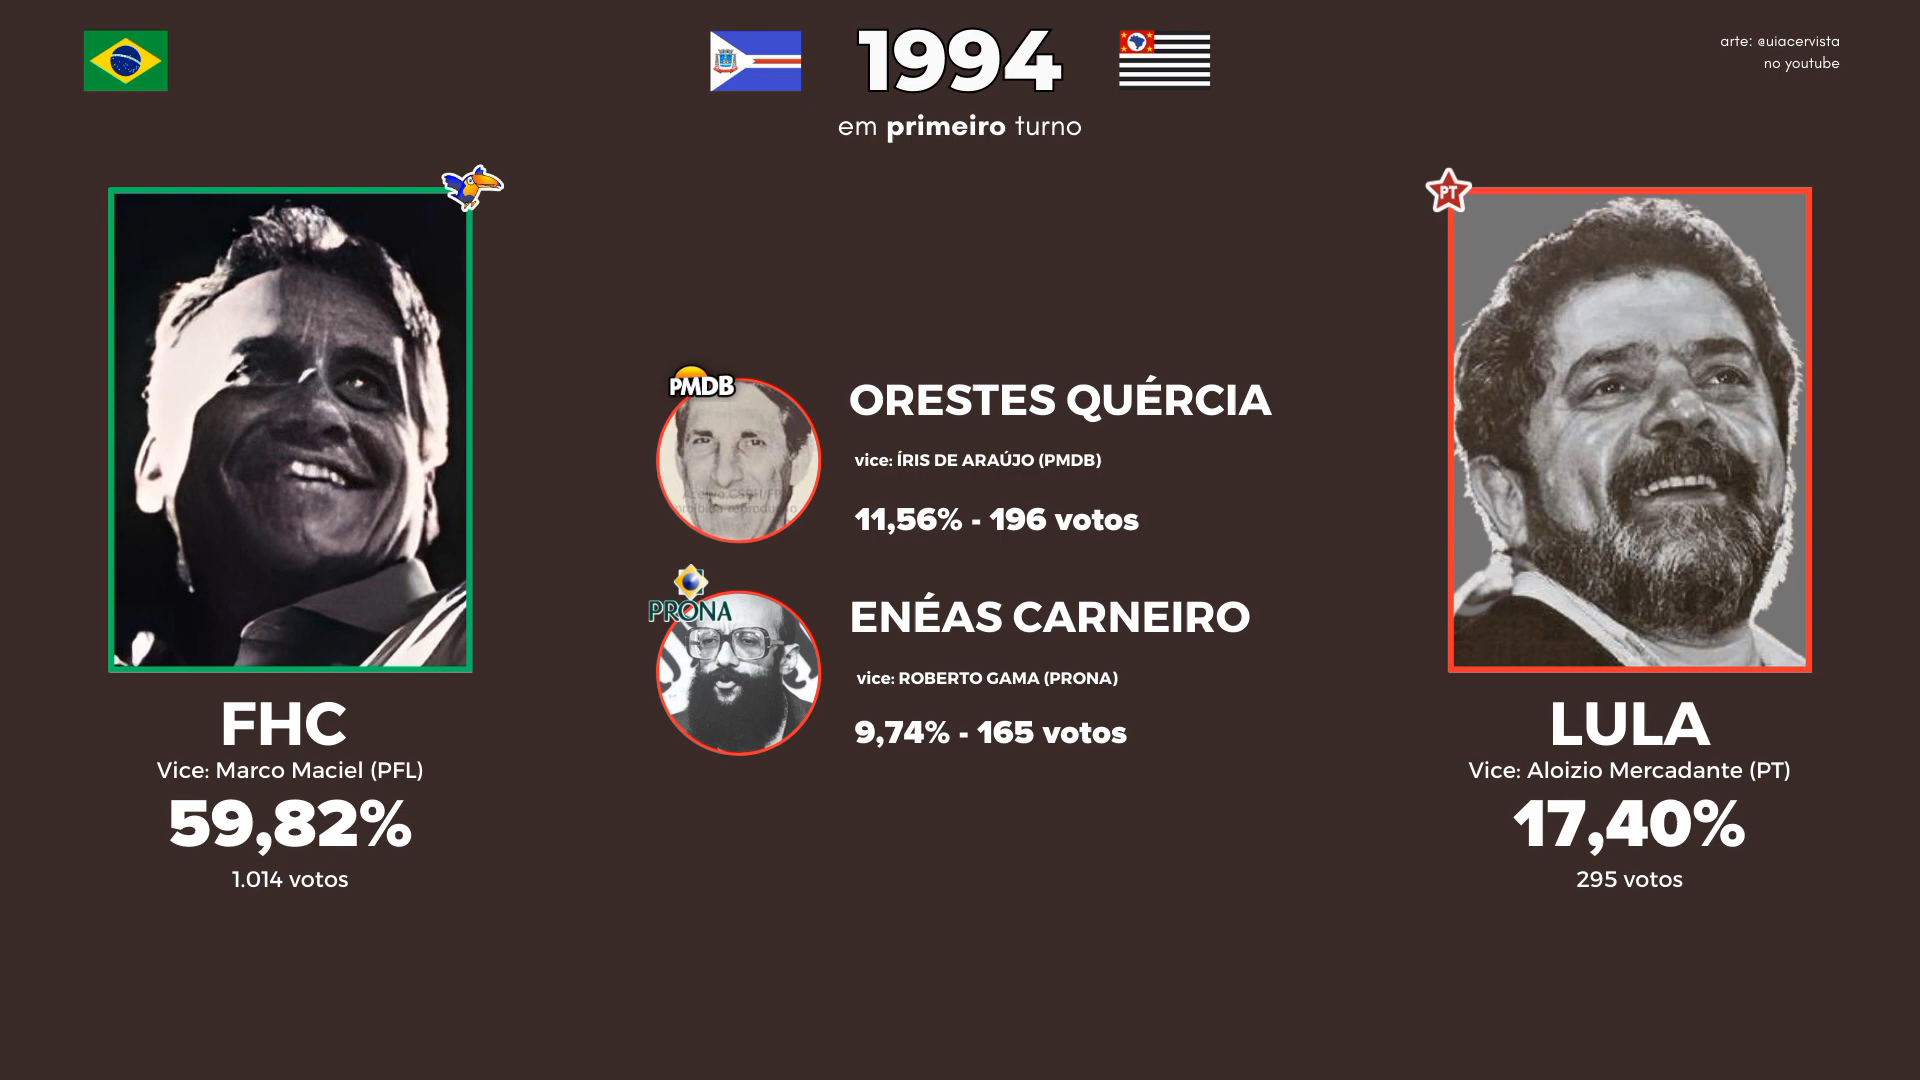 1994
em primeiro turno
arte: @uiacervista
no youtube
FHC
Vice: Marco Maciel (PFL)
59,82%
1.014 votos
PMDB
ORESTES QUÉRCIA
vice: ÍRIS DE ARAÚJO (PMDB)
11,56% - 196 votos
PRONA
ENÉAS CARNEIRO
vice: ROBERTO GAMA (PRONA)
9,74% - 165 votos
PT
LULA
Vice: Aloizio Mercadante (PT)
17,40%
295 votos